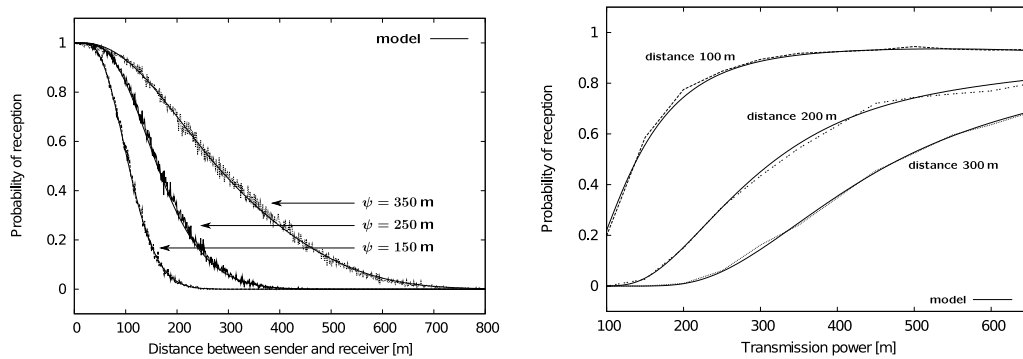 model
Probability of reception
1
0.8
0.6
0.4
0.2
0
ψ = 350 m
ψ = 250 m
ψ = 150 m
0 100 200 300 400 500 600 700 800
Distance between sender and receiver [m]
Probability of reception
1
0.8
0.6
0.4
0.2
0
distance 100 m
distance 200 m
distance 300 m
model
100 200 300 400 500 600
Transmission power [m]